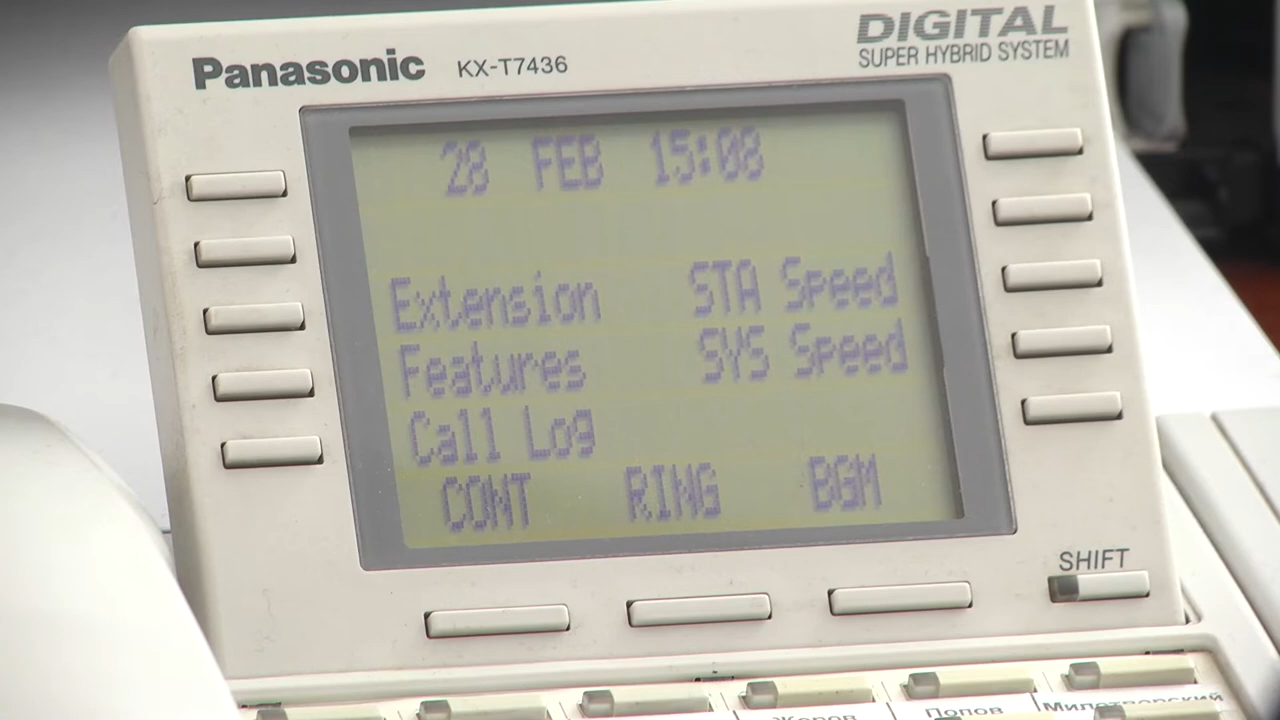 Panasonic KX-T7436
DIGITAL
SUPER HYBRID SYSTEM
28 FEB 15:08
Extension STA Speed
Features SYS Speed
Call Log
CONT RING BGM
SHIFT
Попов